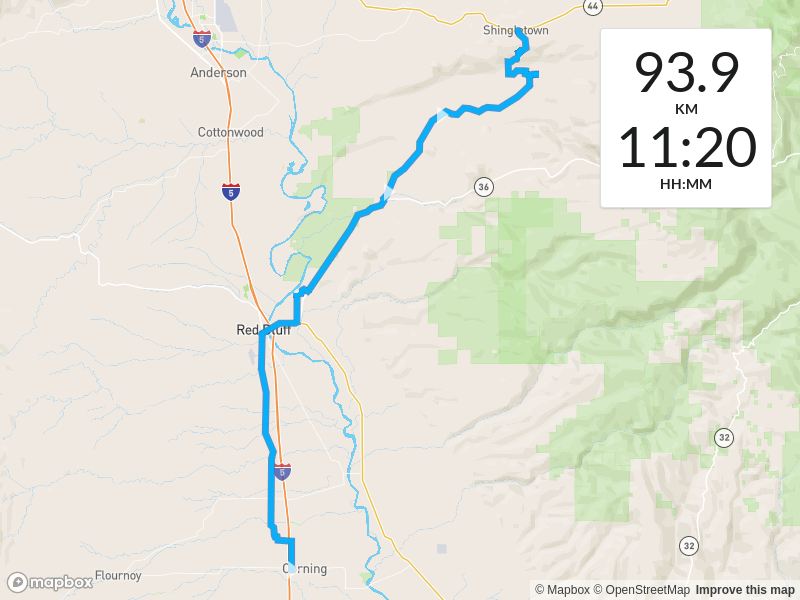 44
Shingletown
5
Anderson
93.9
KM
11:20
HH:MM
Cottonwood
5
36
Red Bluff
32
5
32
Flournoy
Corning
mapbox
© Mapbox © OpenStreetMap Improve this map